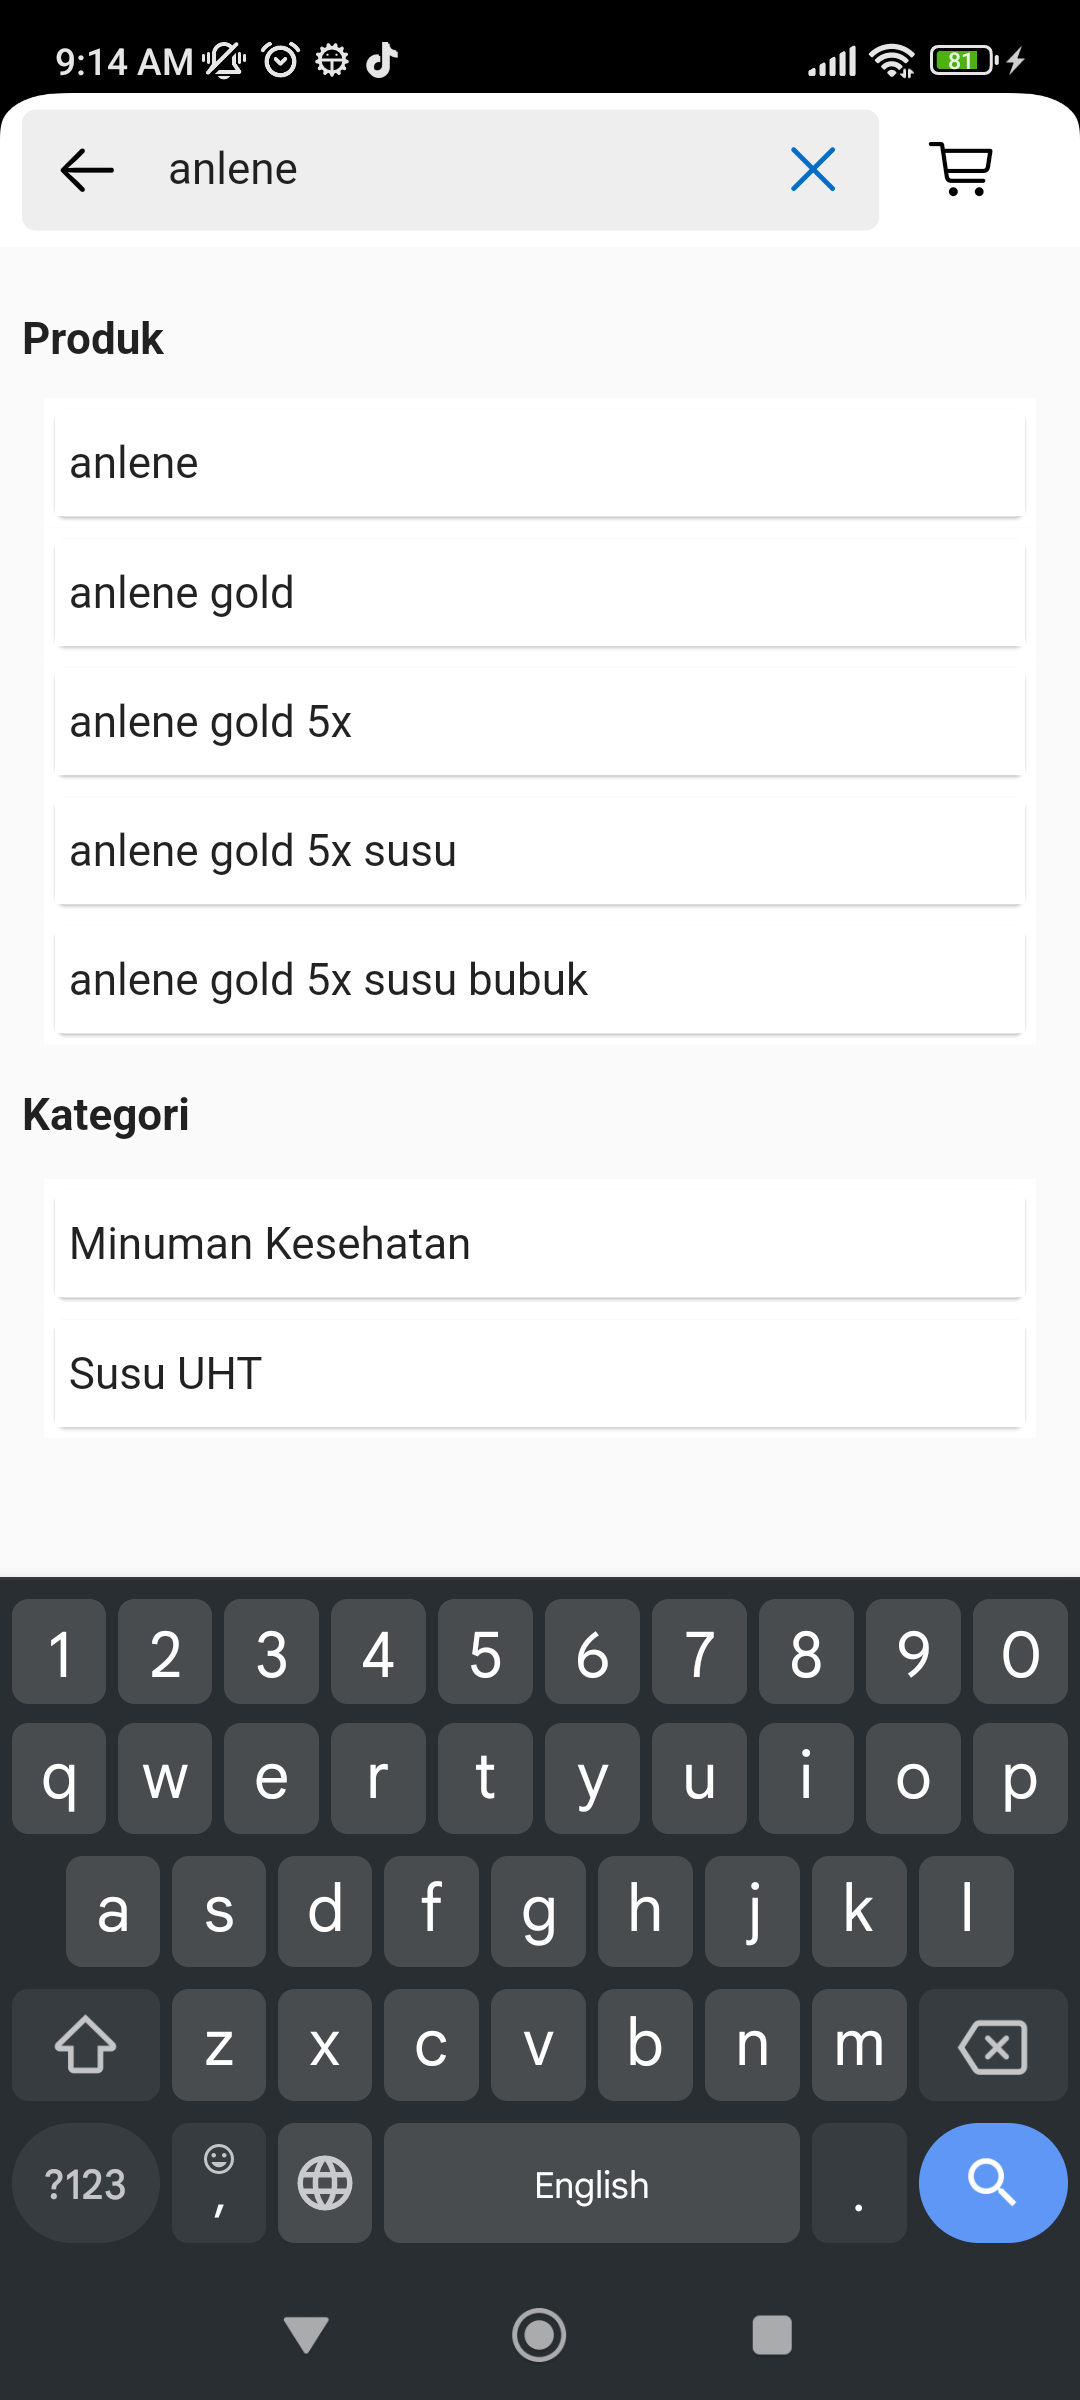 9:14 AM
81
anlene
Produk
anlene
anlene gold
anlene gold 5x
anlene gold 5x susu
anlene gold 5x susu bubuk
Kategori
Minuman Kesehatan
Susu UHT
1 2 3 4 5 6 7 8 9 0
q w e r t y u i o p
a s d f g h j k l
z x c v b n m
?123 , English .